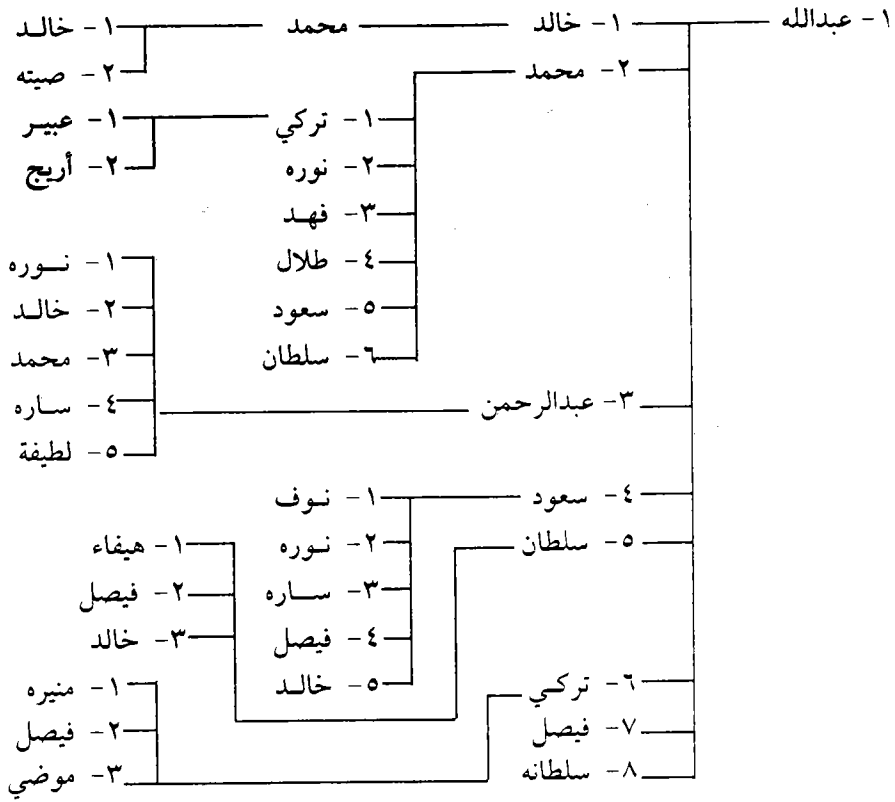 ١- عبدالله ١- خالد محمد ١- خالد
٢- محمد ٢- صيته
١- تركي ١- عبير
٢- نوره ٢- أريج
٣- فهد
٤- طلال ١- نوره
٥- سعود ٢- خالد
٦- سلطان ٣- محمد
٣- عبدالرحمن ٤- ساره
٥- لطيفة
٤- سعود ١- نوف
٥- سلطان ٢- نوره ١- هيفاء
٣- ساره ٢- فيصل
٤- فيصل ٣- خالد
٦- تركي ٥- خالد ١- منيره
٧- فيصل ٢- فيصل
٨- سلطانه ٣- موضي